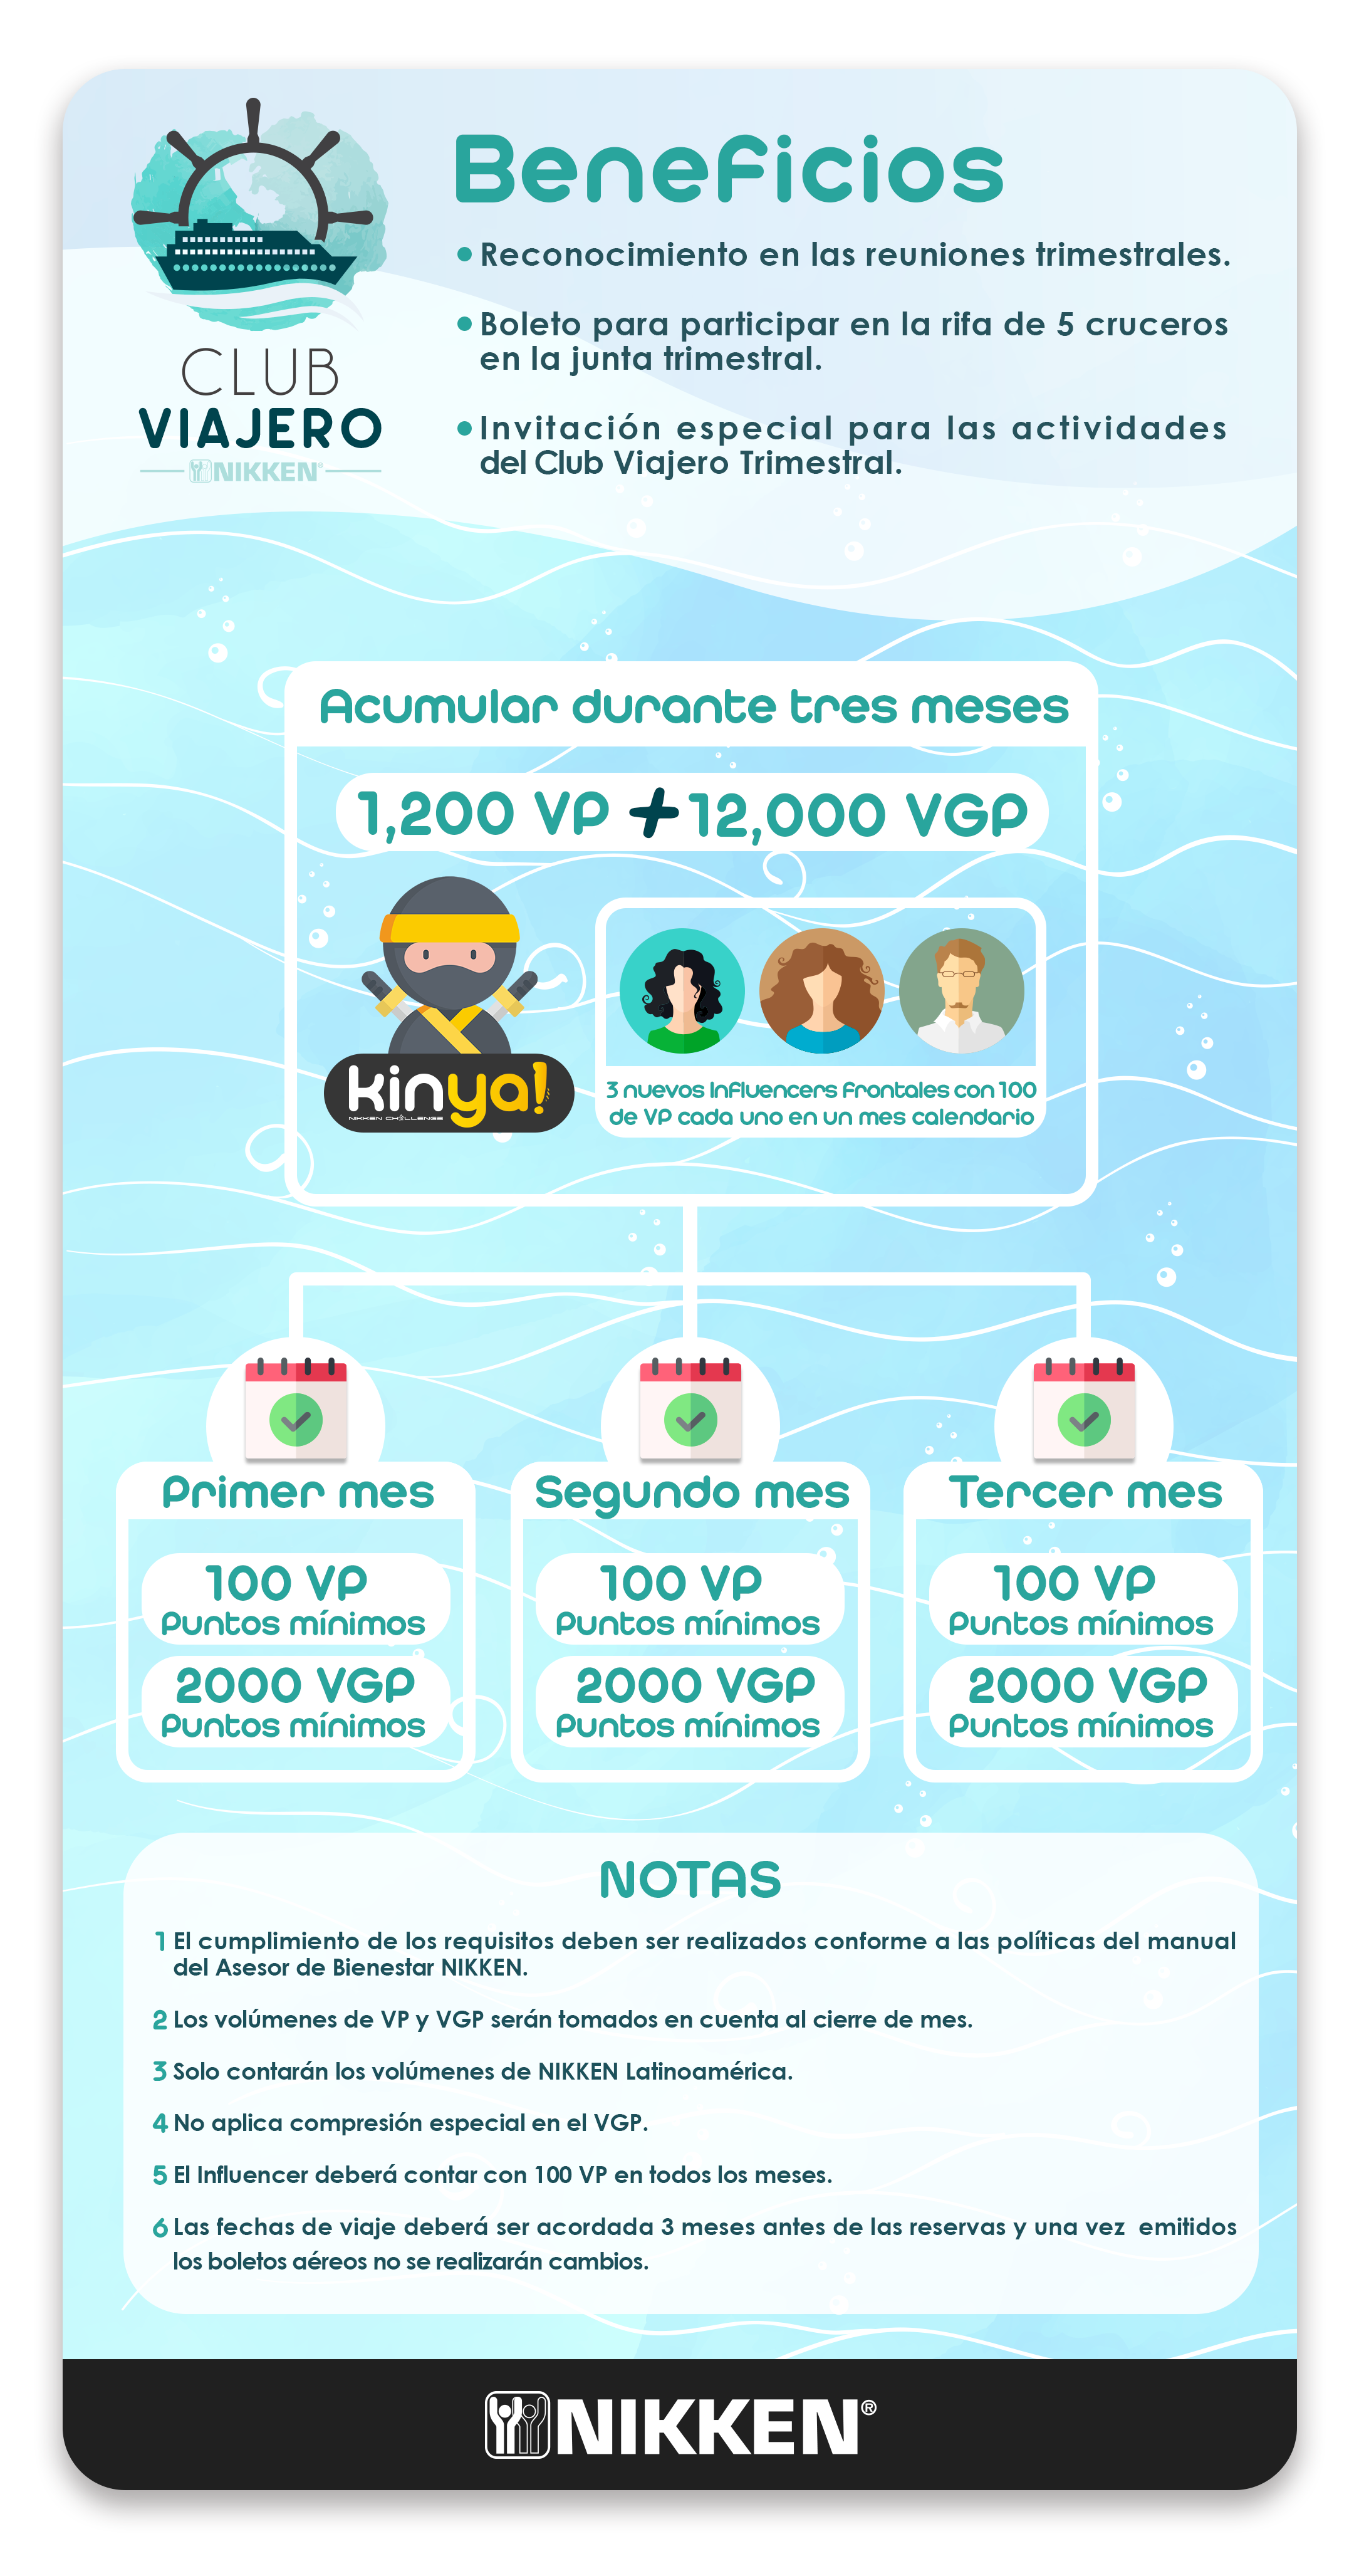 Beneficios
• Reconocimiento en las reuniones trimestrales.
• Boleto para participar en la rifa de 5 cruceros
en la junta trimestral.
• Invitación especial para las actividades
del Club Viajero Trimestral.
CLUB
VIAJERO
NIKKEN®
Acumular durante tres meses
1,200 VP + 12,000 VGP
kinya!
NIKKEN CHALLENGE
3 nuevos Influencers Frontales con 100
de VP cada uno en un mes calendario
Primer mes
100 VP
Puntos mínimos
2000 VGP
Puntos mínimos
Segundo mes
100 VP
Puntos mínimos
2000 VGP
Puntos mínimos
Tercer mes
100 VP
Puntos mínimos
2000 VGP
Puntos mínimos
NOTAS
1 El cumplimiento de los requisitos deben ser realizados conforme a las políticas del manual
del Asesor de Bienestar NIKKEN.
2 Los volúmenes de VP y VGP serán tomados en cuenta al cierre de mes.
3 Solo contarán los volúmenes de NIKKEN Latinoamérica.
4 No aplica compresión especial en el VGP.
5 El Influencer deberá contar con 100 VP en todos los meses.
6 Las fechas de viaje deberá ser acordada 3 meses antes de las reservas y una vez emitidos
los boletos aéreos no se realizarán cambios.
NIKKEN®